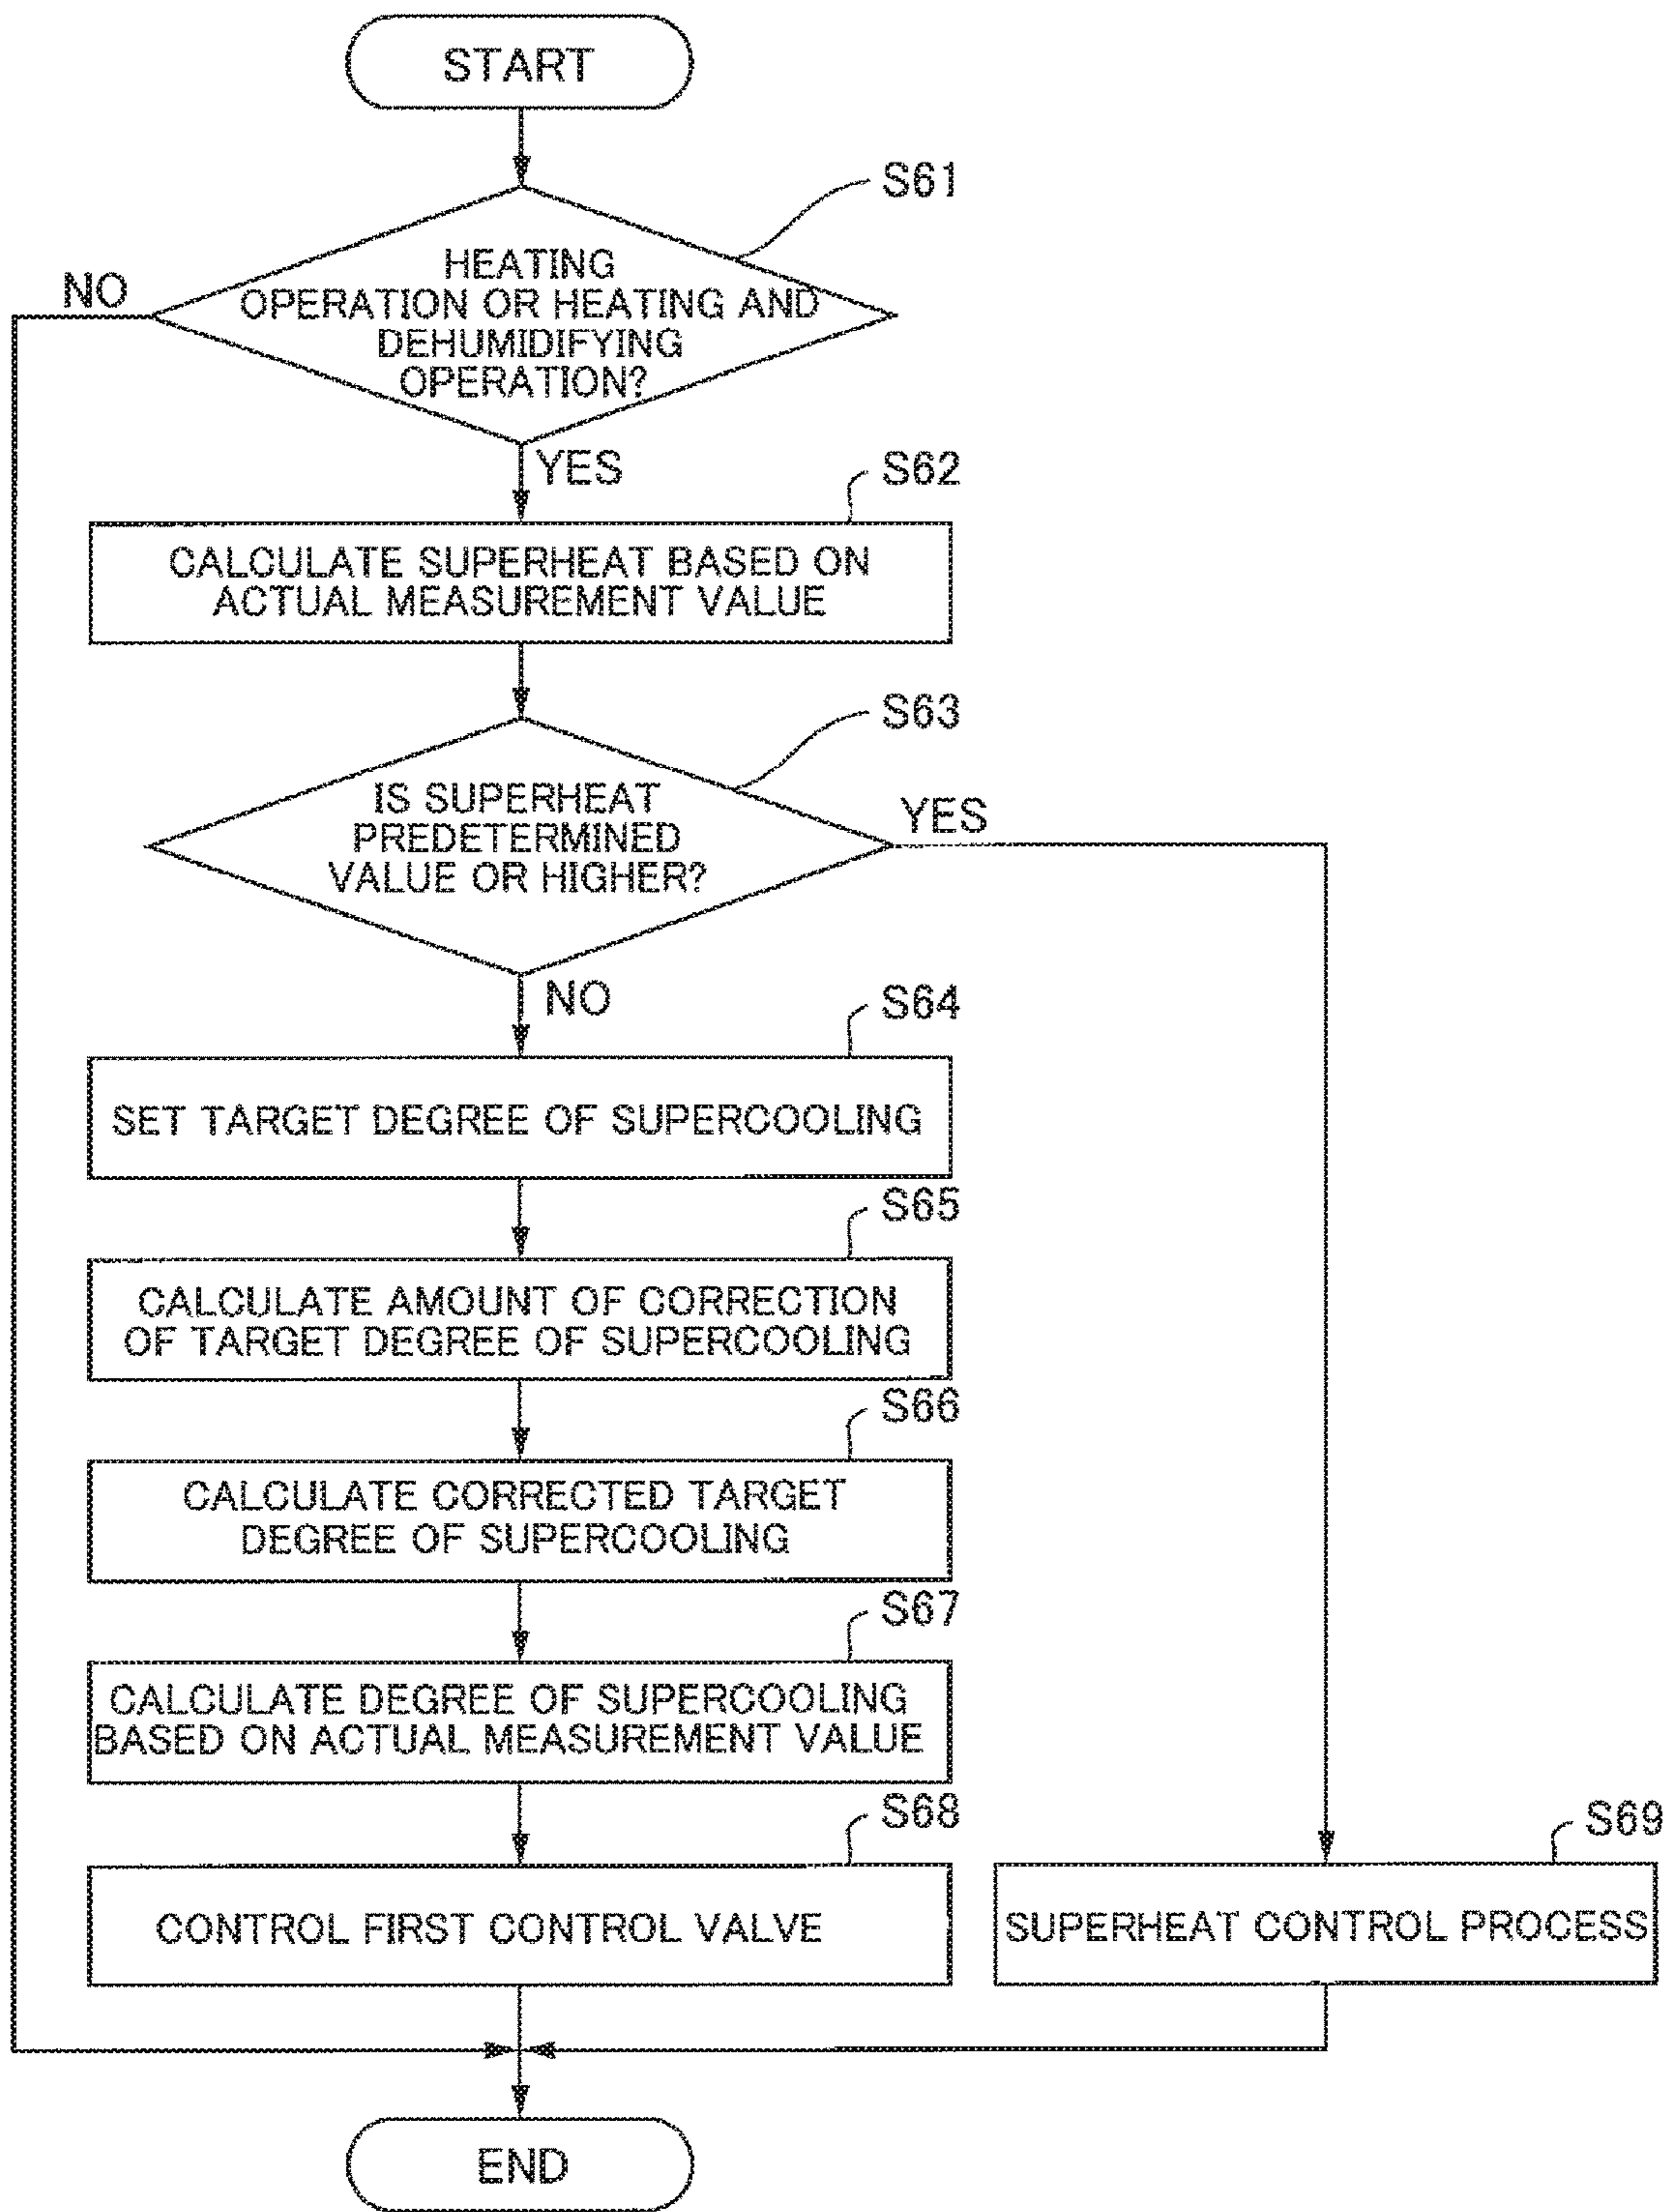 START
S61
HEATING
OPERATION OR HEATING AND
DEHUMIDIFYING
OPERATION?
NO
YES
S62
CALCULATE SUPERHEAT BASED ON
ACTUAL MEASUREMENT VALUE
S63
IS SUPERHEAT
PREDETERMINED
VALUE OR HIGHER?
YES
NO
S64
SET TARGET DEGREE OF SUPERCOOLING
S65
CALCULATE AMOUNT OF CORRECTION
OF TARGET DEGREE OF SUPERCOOLING
S66
CALCULATE CORRECTED TARGET
DEGREE OF SUPERCOOLING
S67
CALCULATE DEGREE OF SUPERCOOLING
BASED ON ACTUAL MEASUREMENT VALUE
S68
CONTROL FIRST CONTROL VALVE
S69
SUPERHEAT CONTROL PROCESS
END